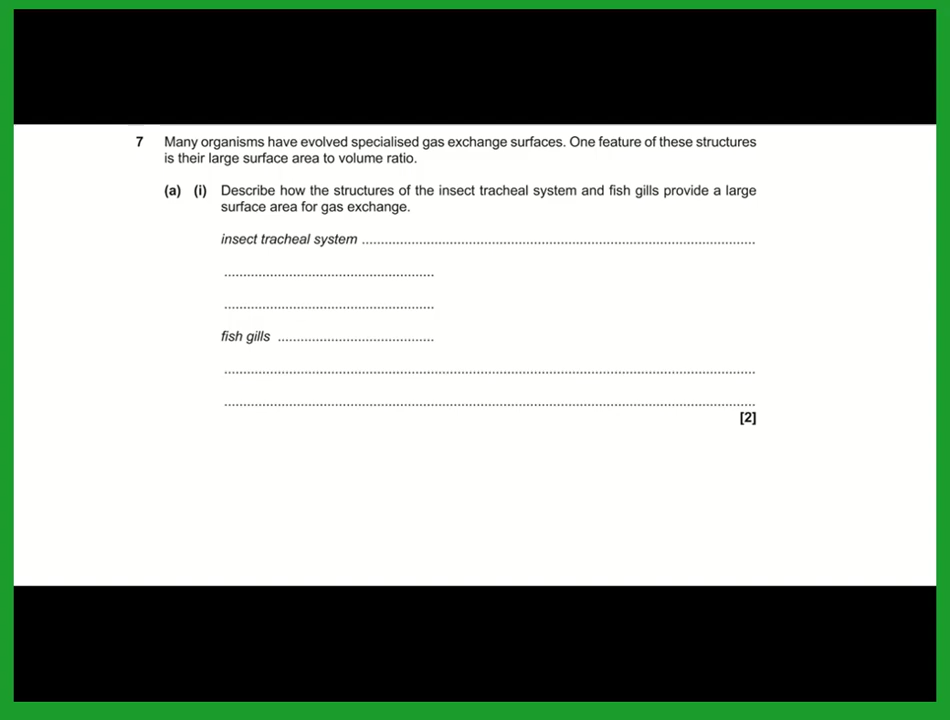 7 Many organisms have evolved specialised gas exchange surfaces. One feature of these structures
is their large surface area to volume ratio.
(a) (i) Describe how the structures of the insect tracheal system and fish gills provide a large
surface area for gas exchange.
insect tracheal system .......................................................................................................
.......................................................
.......................................................
fish gills .........................................
...........................................................................................................................................
...........................................................................................................................................
[2]